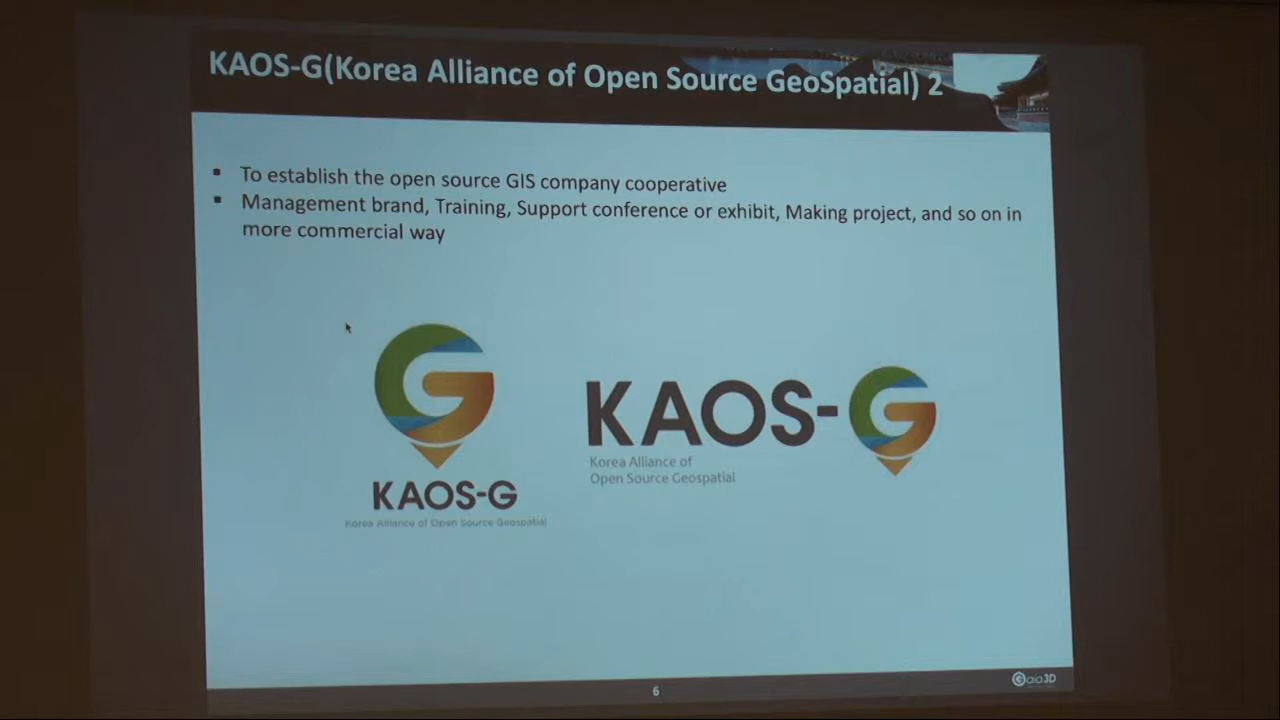 KAOS-G(Korea Alliance of Open Source GeoSpatial) 2
▪ To establish the open source GIS company cooperative
▪ Management brand, Training, Support conference or exhibit, Making project, and so on in
more commercial way
KAOS-G
Korea Alliance of Open Source Geospatial
KAOS-G
Korea Alliance of
Open Source Geospatial
6
Gaia3D